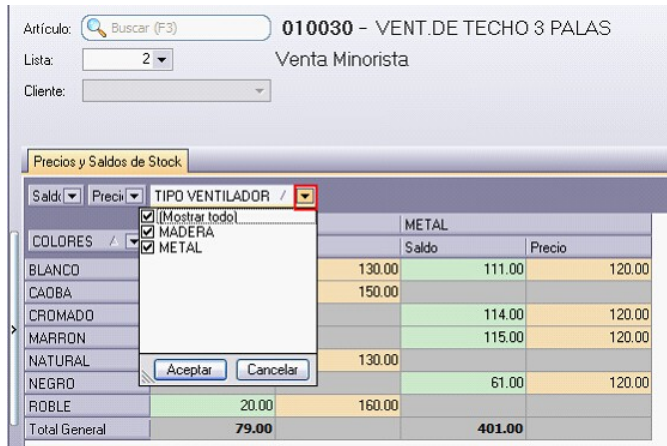 Artículo: Buscar (F3) 010030 - VENT.DE TECHO 3 PALAS
Lista: 2 Venta Minorista
Cliente:
Precios y Saldos de Stock
Sald Preci TIPO VENTILADOR
(Mostrar todo)
MADERA
METAL
METAL
COLORES Saldo Precio
BLANCO 130.00 111.00 120.00
CAOBA 150.00
CROMADO 114.00 120.00
MARRON 115.00 120.00
NATURAL 130.00
Aceptar Cancelar
NEGRO 61.00 120.00
ROBLE 20.00 160.00
Total General 79.00 401.00